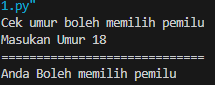 1.py"
Cek umur boleh memilih pemilu
Masukan Umur 18
=============================
Anda Boleh memilih pemilu